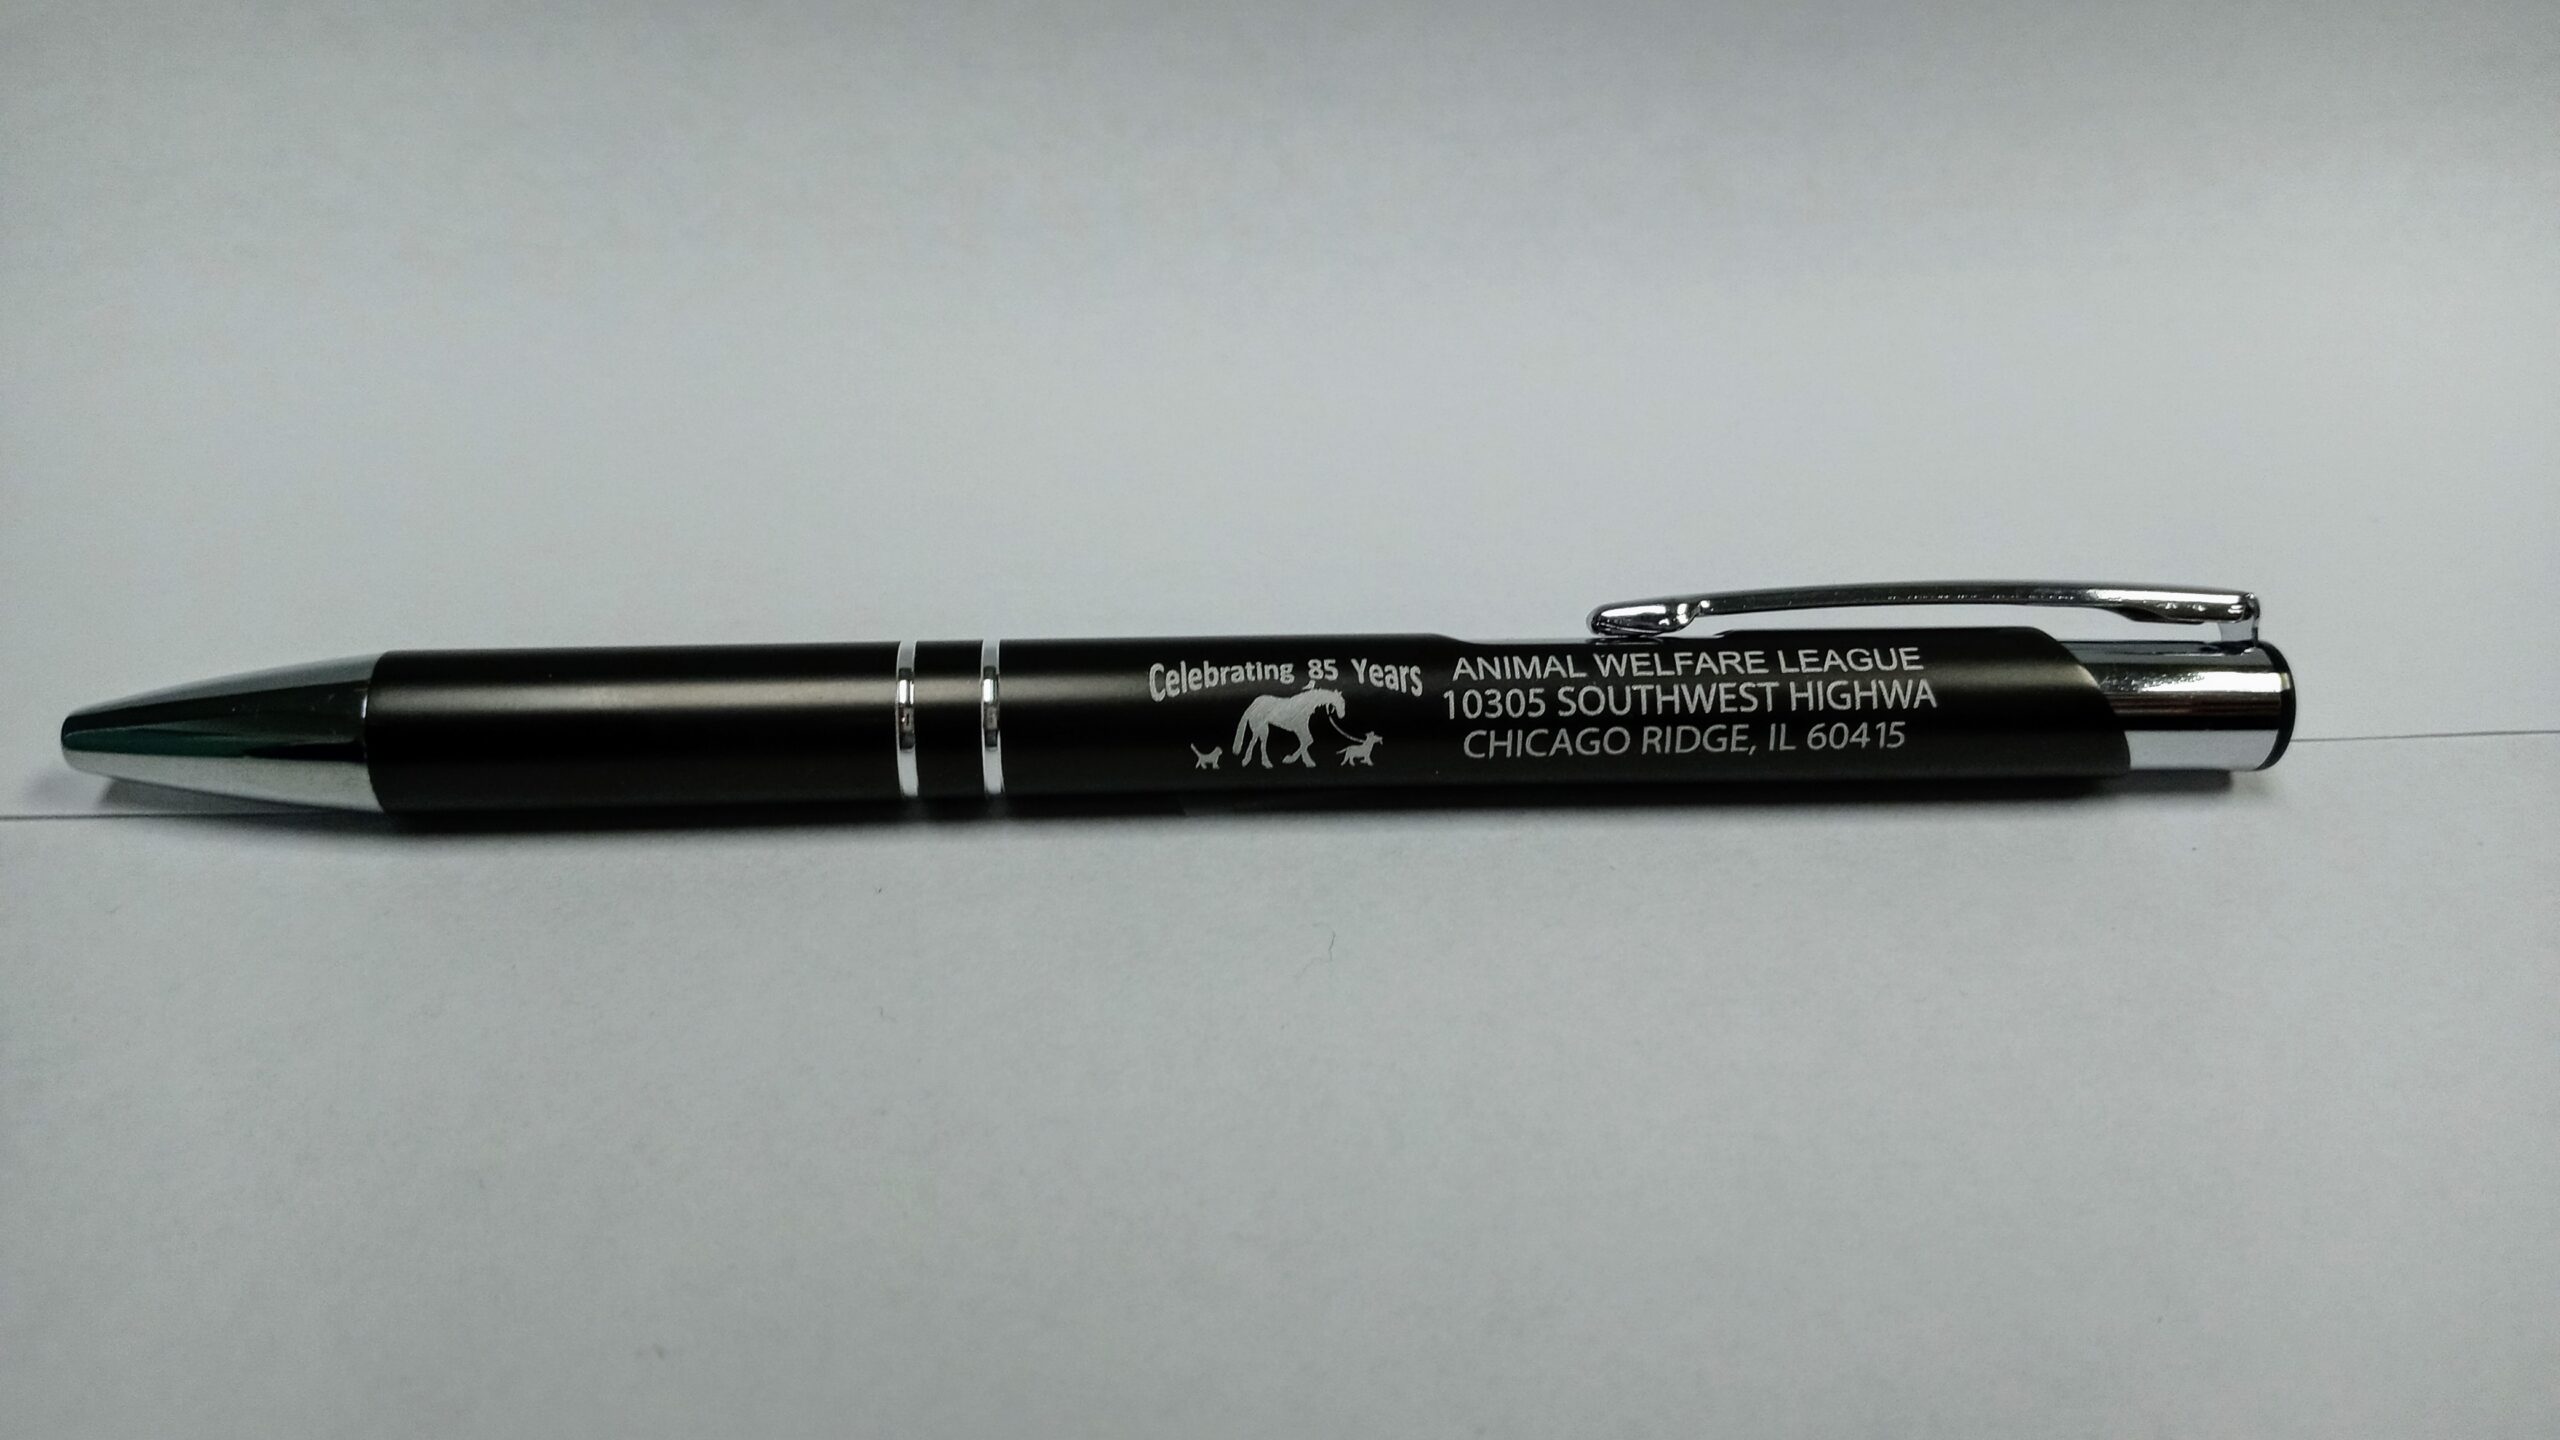 Celebrating 85 Years
ANIMAL WELFARE LEAGUE
10305 SOUTHWEST HIGHWA
CHICAGO RIDGE, IL 60415